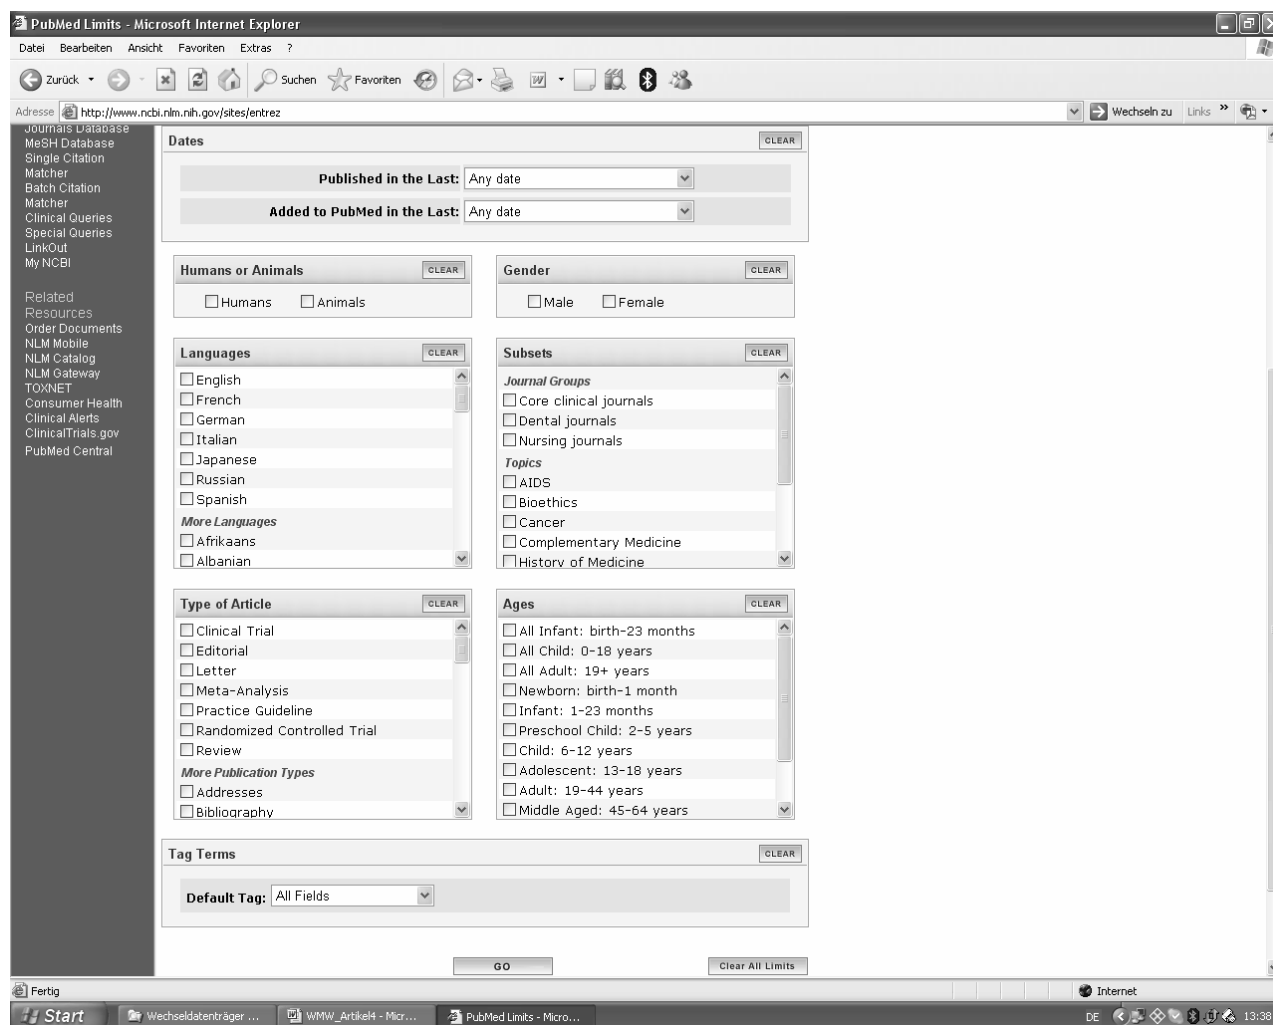 PubMed Limits - Microsoft Internet Explorer
Datei Bearbeiten Ansicht Favoriten Extras ?
Zurück Suchen Favoriten
Adresse http://www.ncbi.nlm.nih.gov/sites/entrez Wechseln zu Links »
Journals Database
MeSH Database
Single Citation
Matcher
Batch Citation
Matcher
Clinical Queries
Special Queries
LinkOut
My NCBI
Related
Resources
Order Documents
NLM Mobile
NLM Catalog
NLM Gateway
TOXNET
Consumer Health
Clinical Alerts
ClinicalTrials.gov
PubMed Central
Dates CLEAR
Published in the Last: Any date
Added to PubMed in the Last: Any date
Humans or Animals CLEAR
Humans Animals
Gender CLEAR
Male Female
Languages CLEAR
English
French
German
Italian
Japanese
Russian
Spanish
More Languages
Afrikaans
Albanian
Subsets CLEAR
Journal Groups
Core clinical journals
Dental journals
Nursing journals
Topics
AIDS
Bioethics
Cancer
Complementary Medicine
History of Medicine
Type of Article CLEAR
Clinical Trial
Editorial
Letter
Meta-Analysis
Practice Guideline
Randomized Controlled Trial
Review
More Publication Types
Addresses
Bibliography
Ages CLEAR
All Infant: birth-23 months
All Child: 0-18 years
All Adult: 19+ years
Newborn: birth-1 month
Infant: 1-23 months
Preschool Child: 2-5 years
Child: 6-12 years
Adolescent: 13-18 years
Adult: 19-44 years
Middle Aged: 45-64 years
Tag Terms CLEAR
Default Tag: All Fields
GO Clear All Limits
Fertig Internet
Start Wechseldatenträger ... WMW_Artikel4 - Micr... PubMed Limits - Micro... DE 13:38